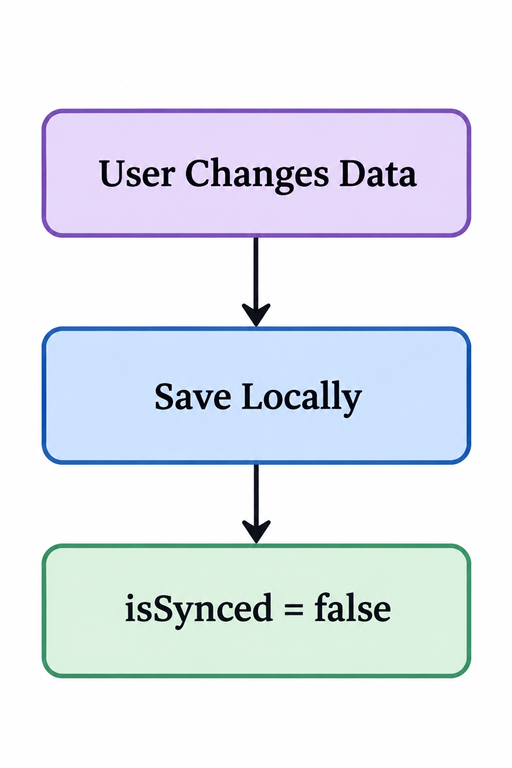 User Changes Data
Save Locally
isSynced = false